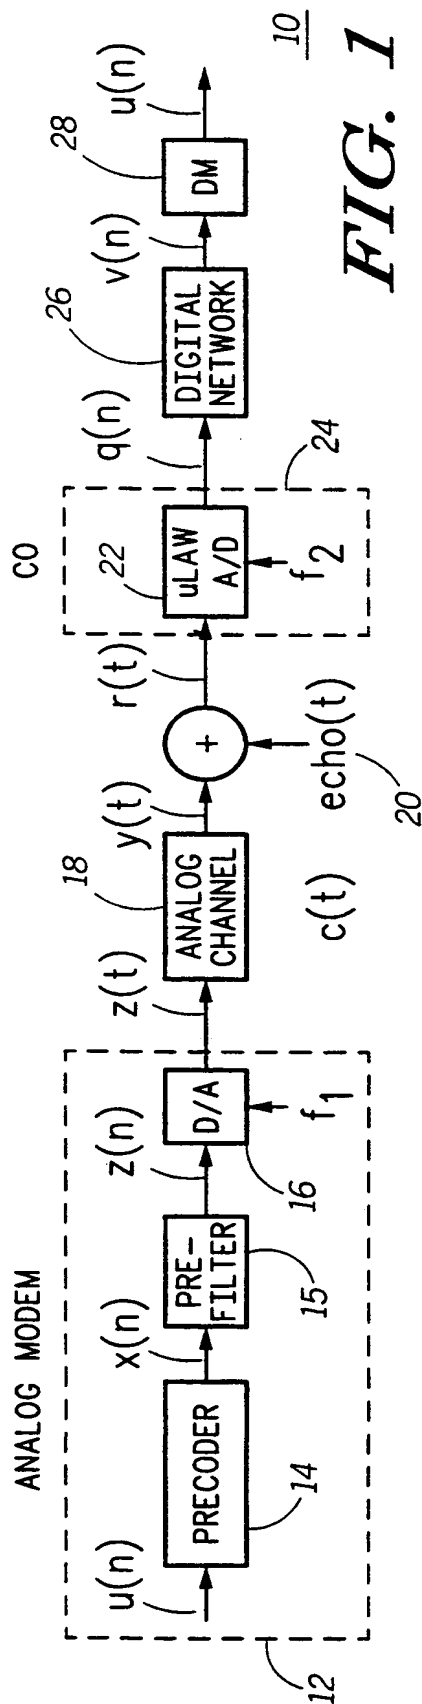 ANALOG MODEM
CO
u(n)
PRECODER
14
x(n)
PRE-
FILTER
15
z(n)
D/A
16
f1
12
z(t)
18
ANALOG
CHANNEL
c(t)
y(t)
+
echo(t)
20
r(t)
22
uLAW
A/D
f2
24
q(n)
26
DIGITAL
NETWORK
v(n)
28
DM
u(n)
10
FIG. 1